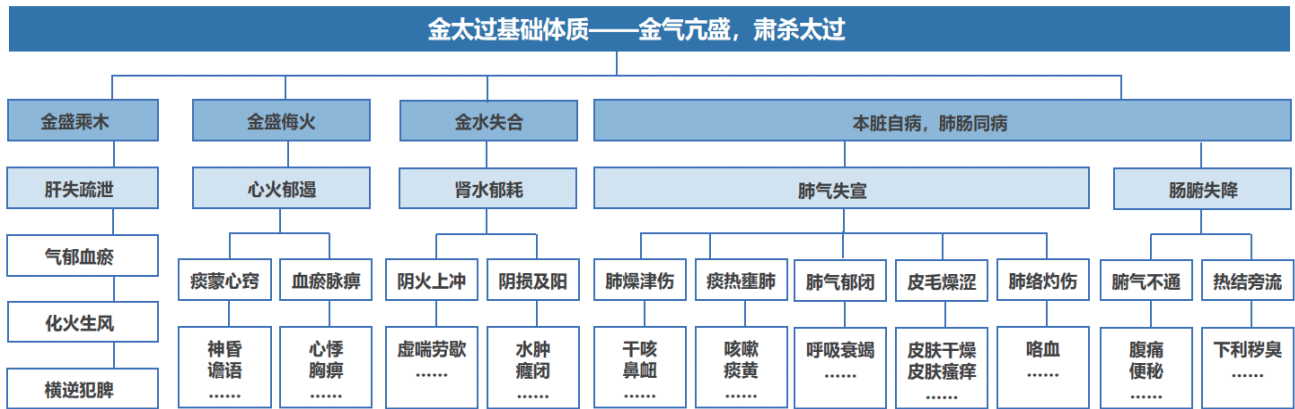 金太过基础体质——金气亢盛，肃杀太过
金盛乘木
金盛侮火
金水失合
本脏自病，肺肠同病
肝失疏泄
心火郁遏
肾水郁耗
肺气失宣
肠腑失降
气郁血瘀
化火生风
横逆犯脾
痰蒙心窍
血瘀脉痹
阴火上冲
阴损及阳
肺燥津伤
痰热壅肺
肺气郁闭
皮毛燥涩
肺络灼伤
腑气不通
热结旁流
神昏
谵语
……
心悸
胸痹
……
虚喘劳歇
……
水肿
癃闭
……
干咳
鼻衄
……
咳嗽
痰黄
……
呼吸衰竭
……
皮肤干燥
皮肤瘙痒
……
咯血
……
腹痛
便秘
……
下利秽臭
……